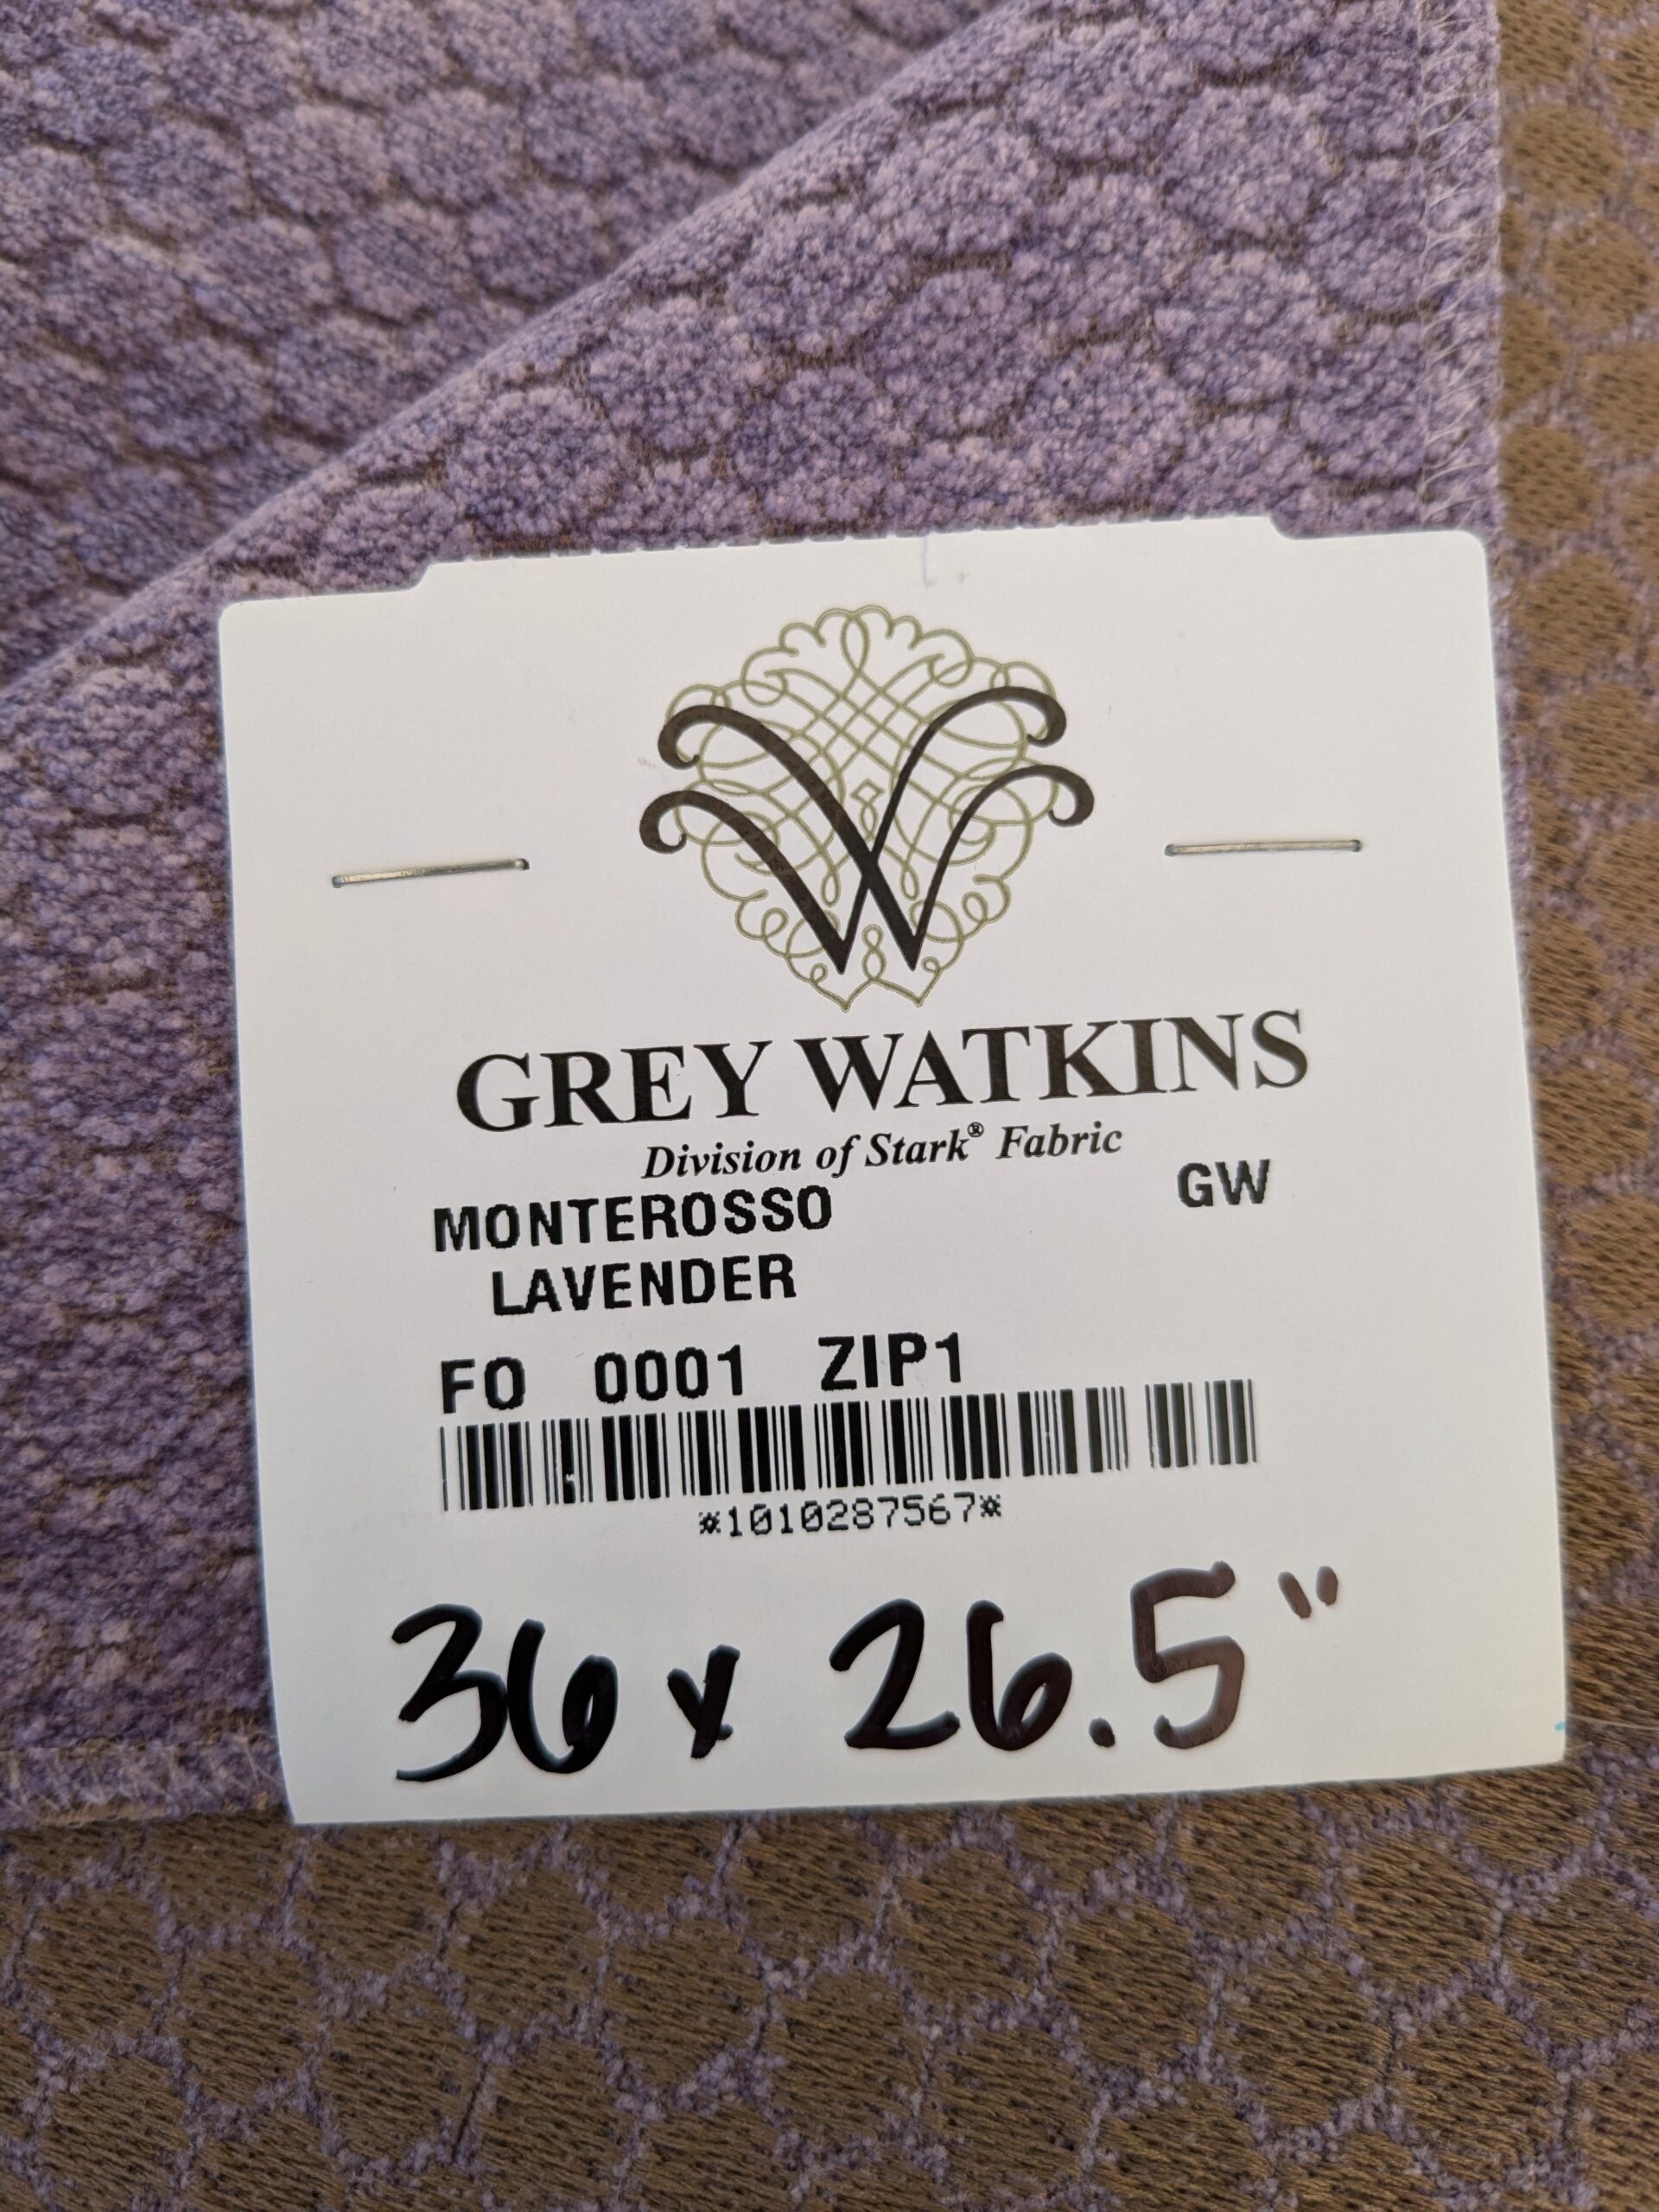 W
GREY WATKINS
Division of Stark® Fabric
MONTEROSSO GW
LAVENDER
FO 0001 ZIP1
*1010287567*
36 x 26.5"